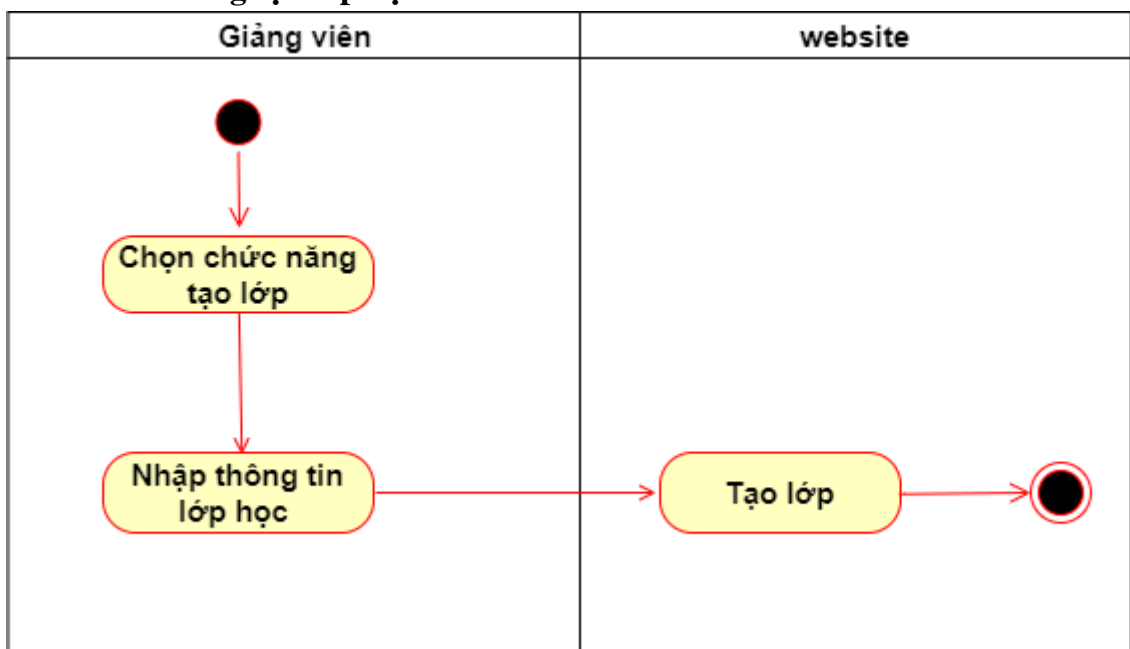 Giảng viên
website
Chọn chức năng
tạo lớp
Nhập thông tin
lớp học
Tạo lớp